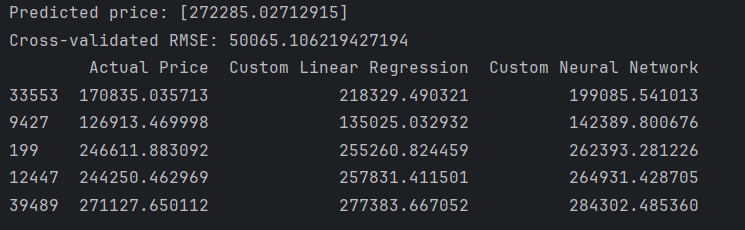 Predicted price: [272285.02712915]
Cross-validated RMSE: 50065.106219427194
Actual Price  Custom Linear Regression  Custom Neural Network
33553  170835.035713  218329.490321  199085.541013
9427  126913.469998  135025.032932  142389.800676
199  246611.883092  255260.824459  262393.281226
12447  244250.462969  257831.411501  264931.428705
39489  271127.650112  277383.667052  284302.485360